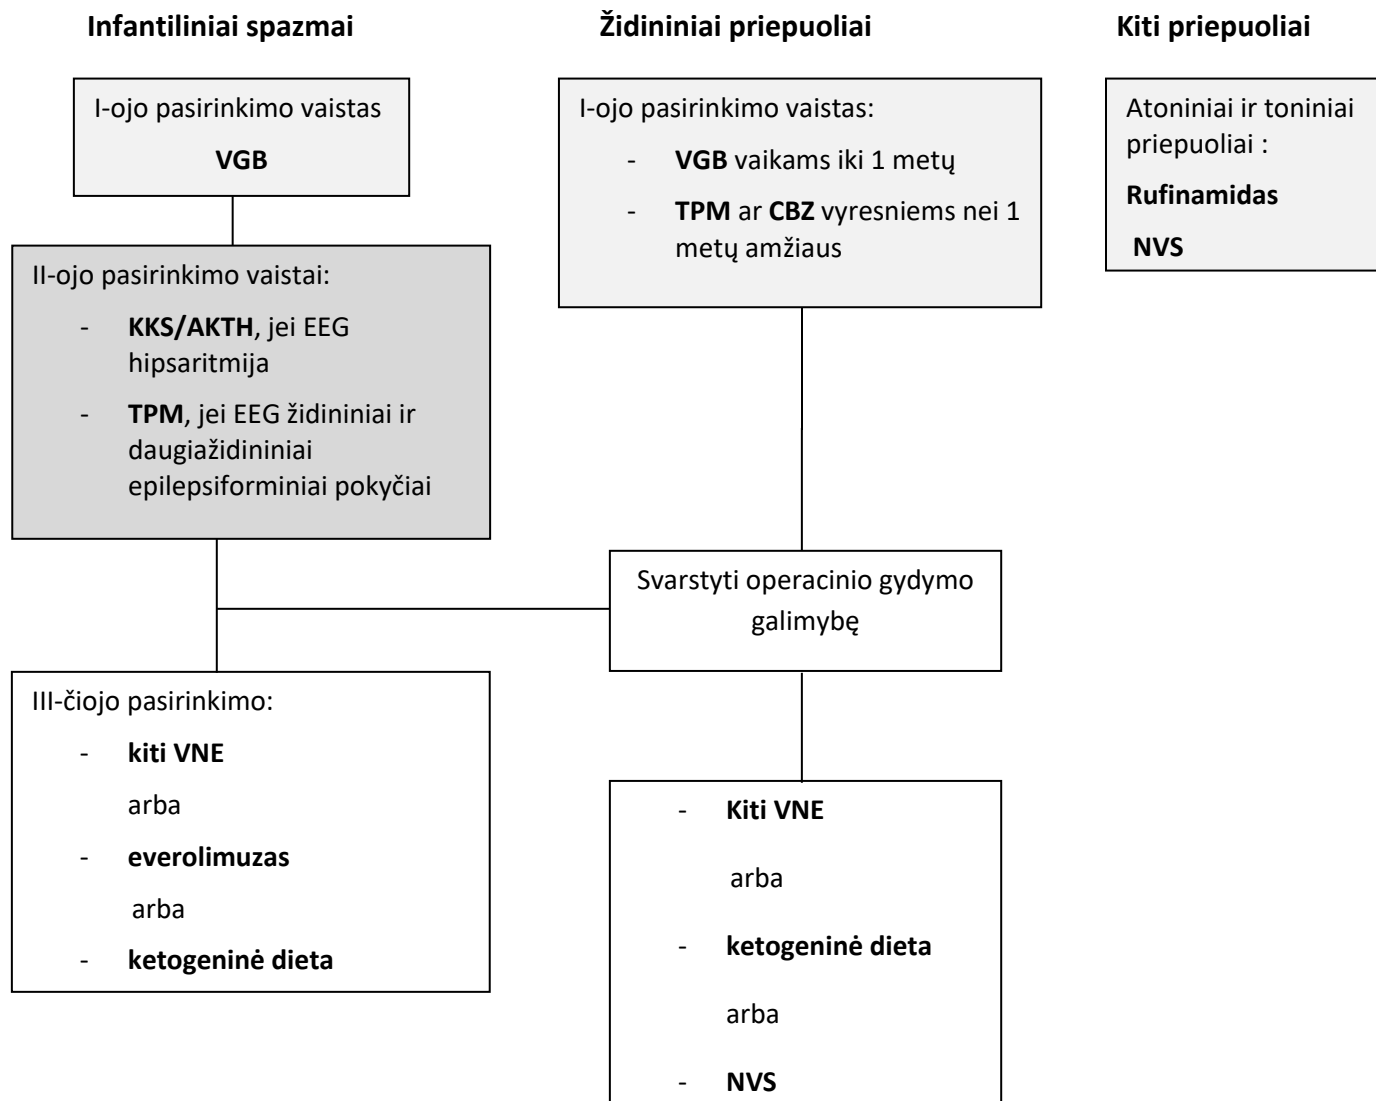 Infantiliniai spazmai
I-ojo pasirinkimo vaistas
VGB
II-ojo pasirinkimo vaistai:
- KKS/AKTH, jei EEG
hipsaritmija
- TPM, jei EEG židininiai ir
daugiažidininiai
epilepsiforminiai pokyčiai
III-čiojo pasirinkimo:
- kiti VNE
arba
- everolimuzas
arba
- ketogeninė dieta
Židininiai priepuoliai
I-ojo pasirinkimo vaistas:
- VGB vaikams iki 1 metų
- TPM ar CBZ vyresniems nei 1
metų amžiaus
Svarstyti operacinio gydymo
galimybę
- Kiti VNE
arba
- ketogeninė dieta
arba
- NVS
Kiti priepuoliai
Atoniniai ir toniniai
priepuoliai :
Rufinamidas
NVS